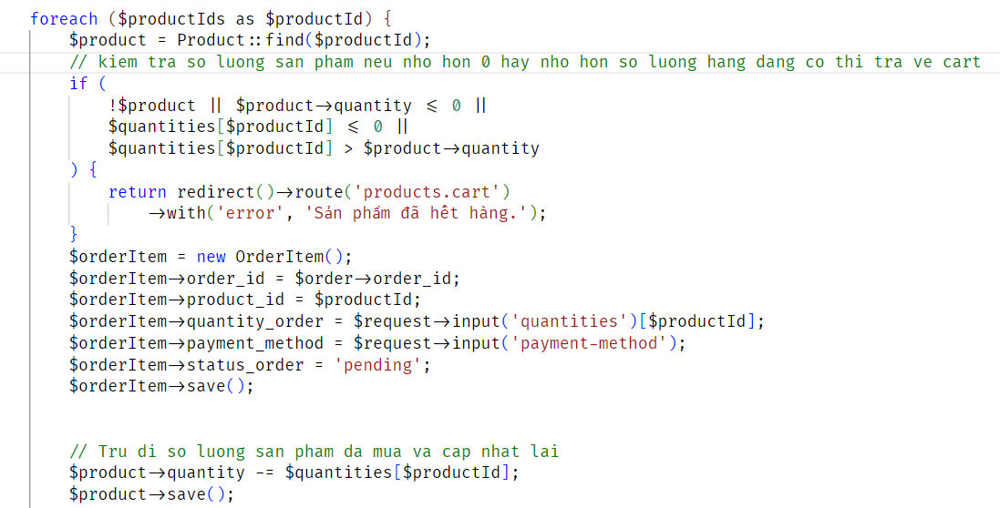 foreach ($productIds as $productId) {
    $product = Product::find($productId);
    // kiem tra so luong san pham neu nho hon 0 hay nho hon so luong hang dang co thi tra ve cart
    if (
        !$product || $product->quantity <= 0 ||
        $quantities[$productId] <= 0 ||
        $quantities[$productId] > $product->quantity
    ) {
        return redirect()->route('products.cart')
            ->with('error', 'Sản phẩm đã hết hàng.');
    }
    $orderItem = new OrderItem();
    $orderItem->order_id = $order->order_id;
    $orderItem->product_id = $productId;
    $orderItem->quantity_order = $request->input('quantities')[$productId];
    $orderItem->payment_method = $request->input('payment-method');
    $orderItem->status_order = 'pending';
    $orderItem->save();
    // Tru di so luong san pham da mua va cap nhat lai
    $product->quantity -= $quantities[$productId];
    $product->save();